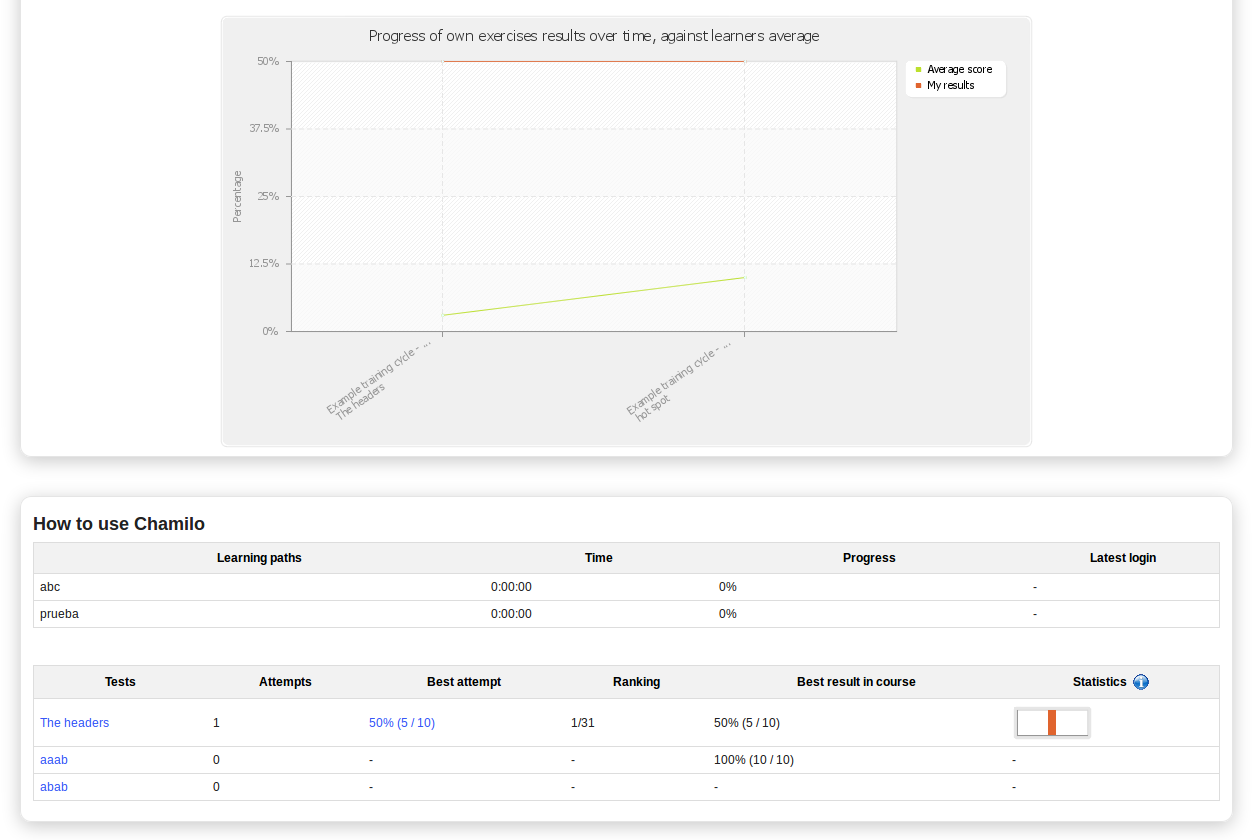 Progress of own exercises results over time, against learners average
50%
37.5%
25%
12.5%
0%
Percentage
Average score
My results
Example training cycle - ...
The headers
Example training cycle - ...
hot spot
How to use Chamilo
Learning paths Time Progress Latest login
abc 0:00:00 0% -
prueba 0:00:00 0% -
Tests Attempts Best attempt Ranking Best result in course Statistics i
The headers 1 50% (5 / 10) 1/31 50% (5 / 10)
aaab 0 - - 100% (10 / 10) -
abab 0 - - - -